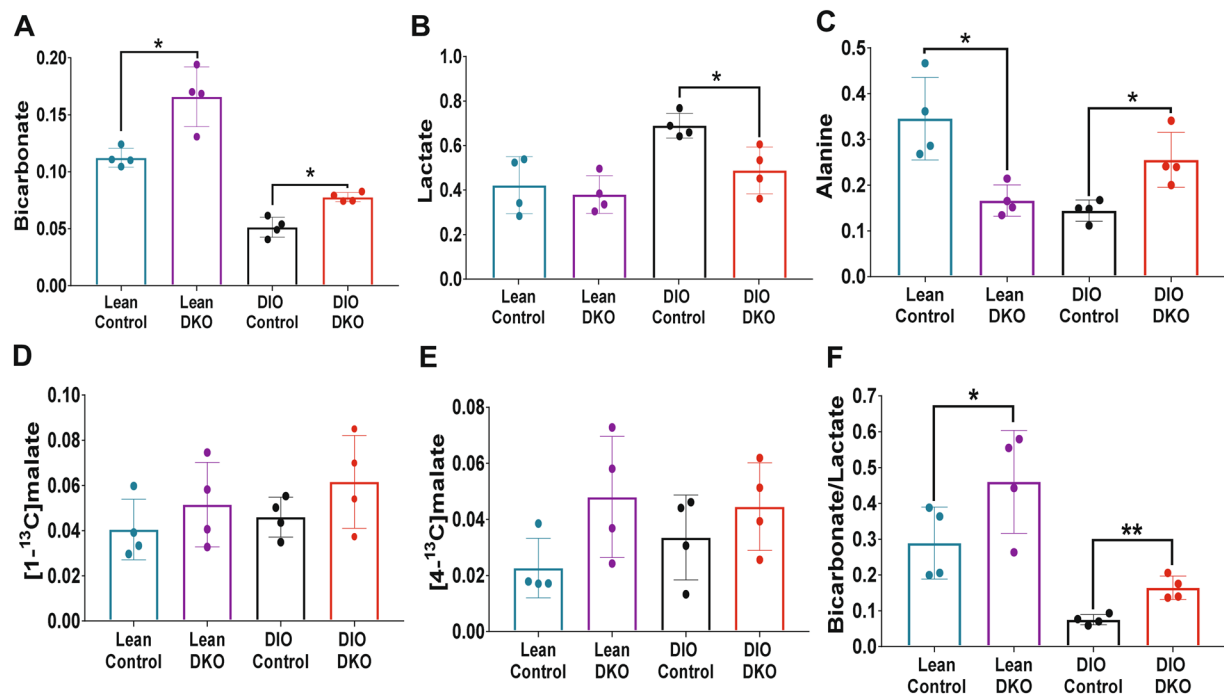 A
Bicarbonate
0.20
0.15
0.10
0.05
0.00
*
*
Lean Control
Lean DKO
DIO Control
DIO DKO
B
Lactate
1.0
0.8
0.6
0.4
0.2
0.0
*
Lean Control
Lean DKO
DIO Control
DIO DKO
C
Alanine
0.5
0.4
0.3
0.2
0.1
0.0
*
*
Lean Control
Lean DKO
DIO Control
DIO DKO
D
[1-¹³C]malate
0.10
0.08
0.06
0.04
0.02
0.00
Lean Control
Lean DKO
DIO Control
DIO DKO
E
[4-¹³C]malate
0.08
0.06
0.04
0.02
0.00
Lean Control
Lean DKO
DIO Control
DIO DKO
F
Bicarbonate/Lactate
0.7
0.6
0.5
0.4
0.3
0.2
0.1
0.0
*
**
Lean Control
Lean DKO
DIO Control
DIO DKO